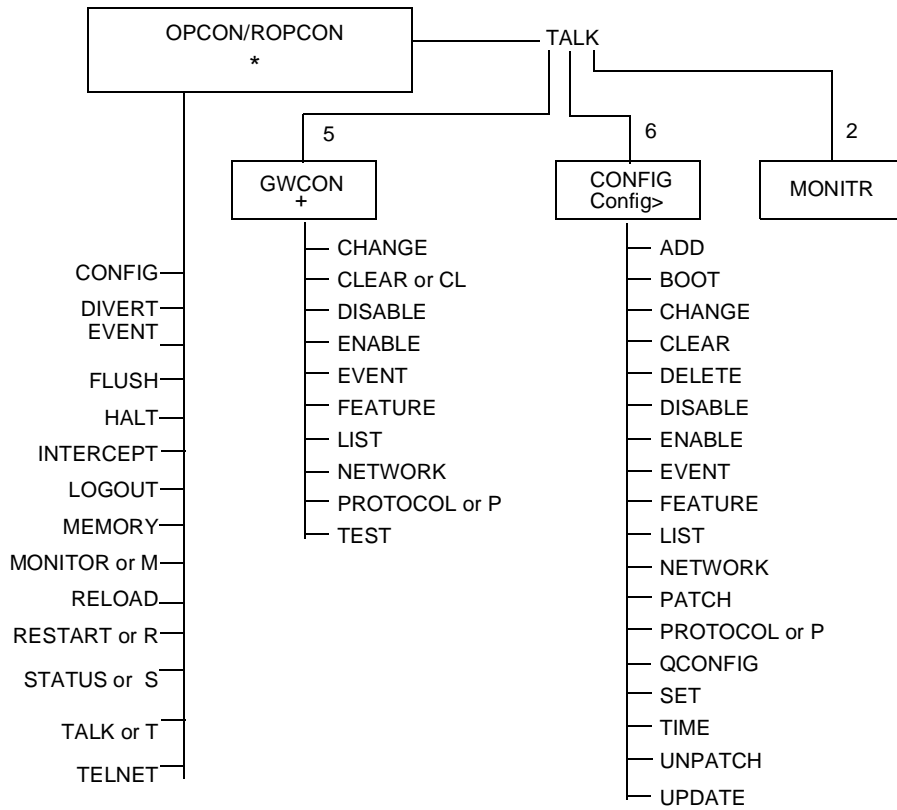 OPCON/ROPCON
*
TALK
5
6
2
GWCON
+
CONFIG
Config>
MONITR
CONFIG
DIVERT
EVENT
FLUSH
HALT
INTERCEPT
LOGOUT
MEMORY
MONITOR or M
RELOAD
RESTART or R
STATUS or S
TALK or T
TELNET
CHANGE
CLEAR or CL
DISABLE
ENABLE
EVENT
FEATURE
LIST
NETWORK
PROTOCOL or P
TEST
ADD
BOOT
CHANGE
CLEAR
DELETE
DISABLE
ENABLE
EVENT
FEATURE
LIST
NETWORK
PATCH
PROTOCOL or P
QCONFIG
SET
TIME
UNPATCH
UPDATE